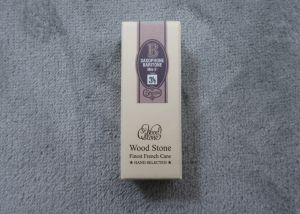 B
SAXOPHONE
BARITONE
Wood
Stone
Wood Stone
Finest French Cane
★ HAND SELECTED ★